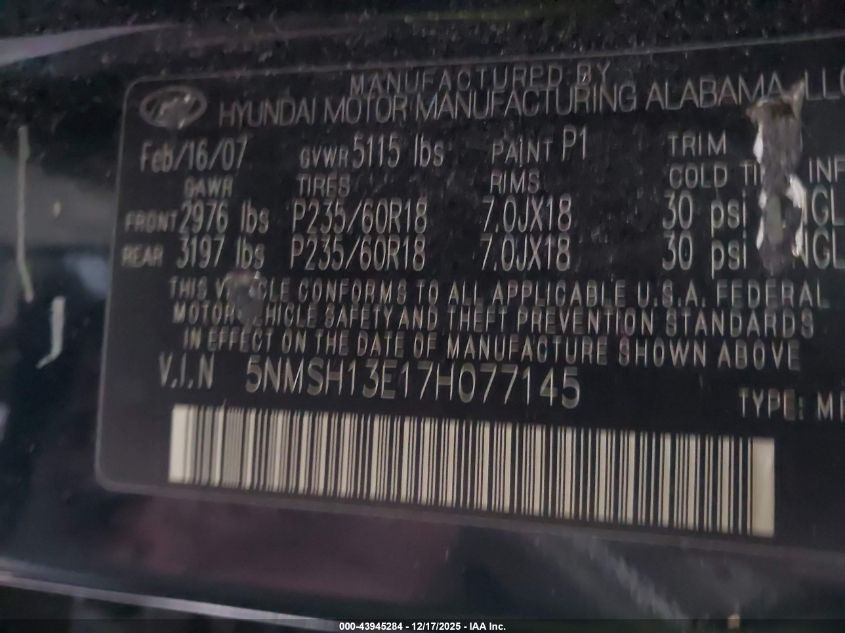 MANUFACTURED BY
HYUNDAI MOTOR MANUFACTURING ALABAMA, LLC
Feb/16/07 GVWR 5115 lbs PAINT P1 TRIM
GAWR TIRES RIMS COLD INF
FRONT 2976 lbs P235/60R18 7.0JX18 30 psi
REAR 3197 lbs P235/60R18 7.0JX18 30 psi
THIS CONFORMS TO ALL APPLICABLE U.S.A. FEDERAL
MOTOR SAFETY AND THEFT PREVENTION STANDARDS
IN EFFECT ON THE DATE OF MANUFACTURE SHOWN ABOVE
V.I.N 5NMSH13E17H077145
TYPE: M
000-43945284 - 12/17/2025 - IAA Inc.